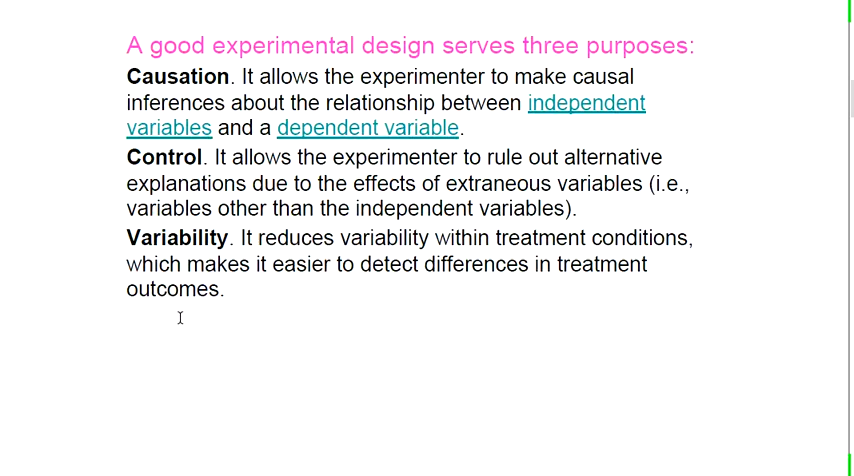 A good experimental design serves three purposes:
Causation. It allows the experimenter to make causal
inferences about the relationship between independent
variables and a dependent variable.
Control. It allows the experimenter to rule out alternative
explanations due to the effects of extraneous variables (i.e.,
variables other than the independent variables).
Variability. It reduces variability within treatment conditions,
which makes it easier to detect differences in treatment
outcomes.